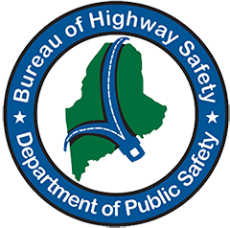 Bureau of Highway Safety
Department of Public Safety